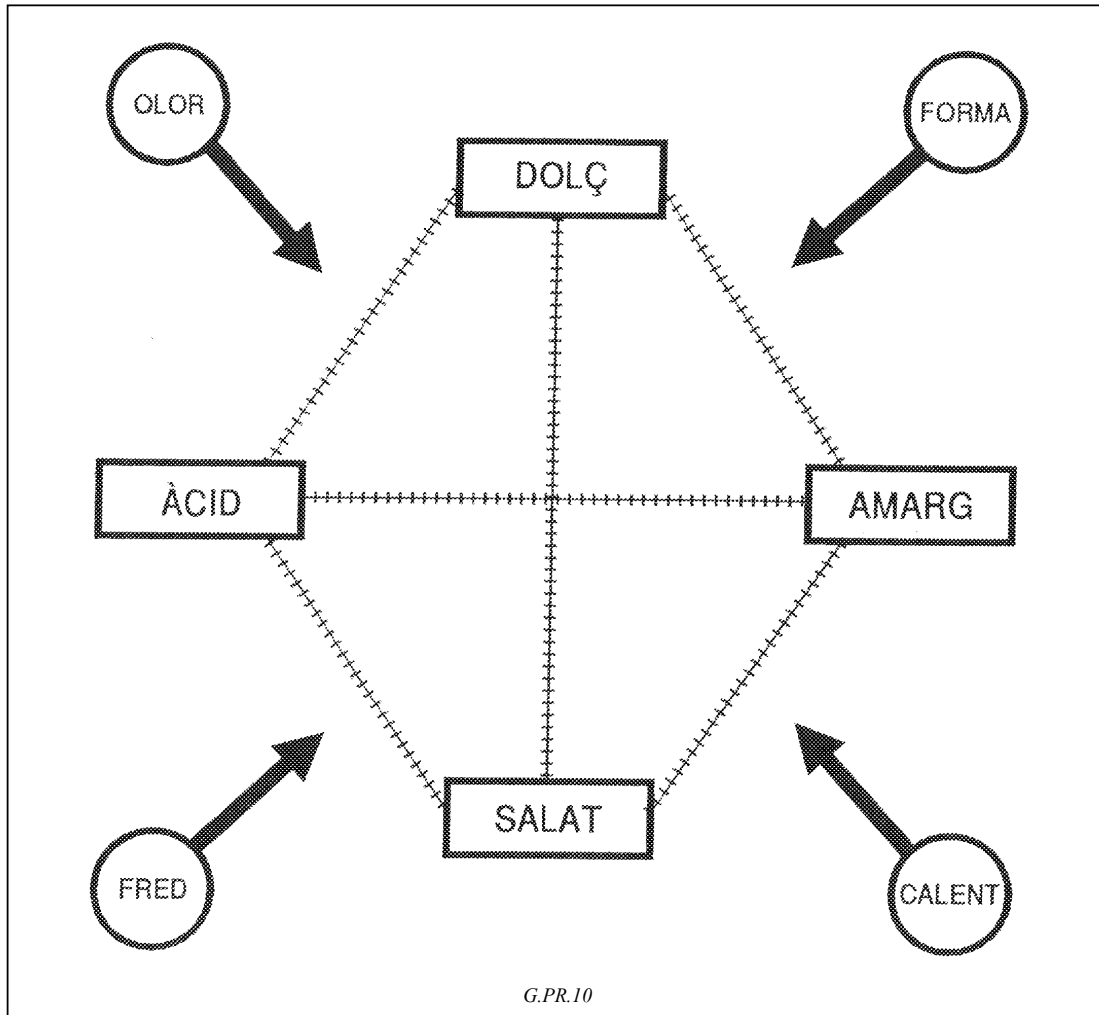 OLOR
FORMA
DOLÇ
ÀCID
AMARG
SALAT
FRED
CALENT
G.PR.10